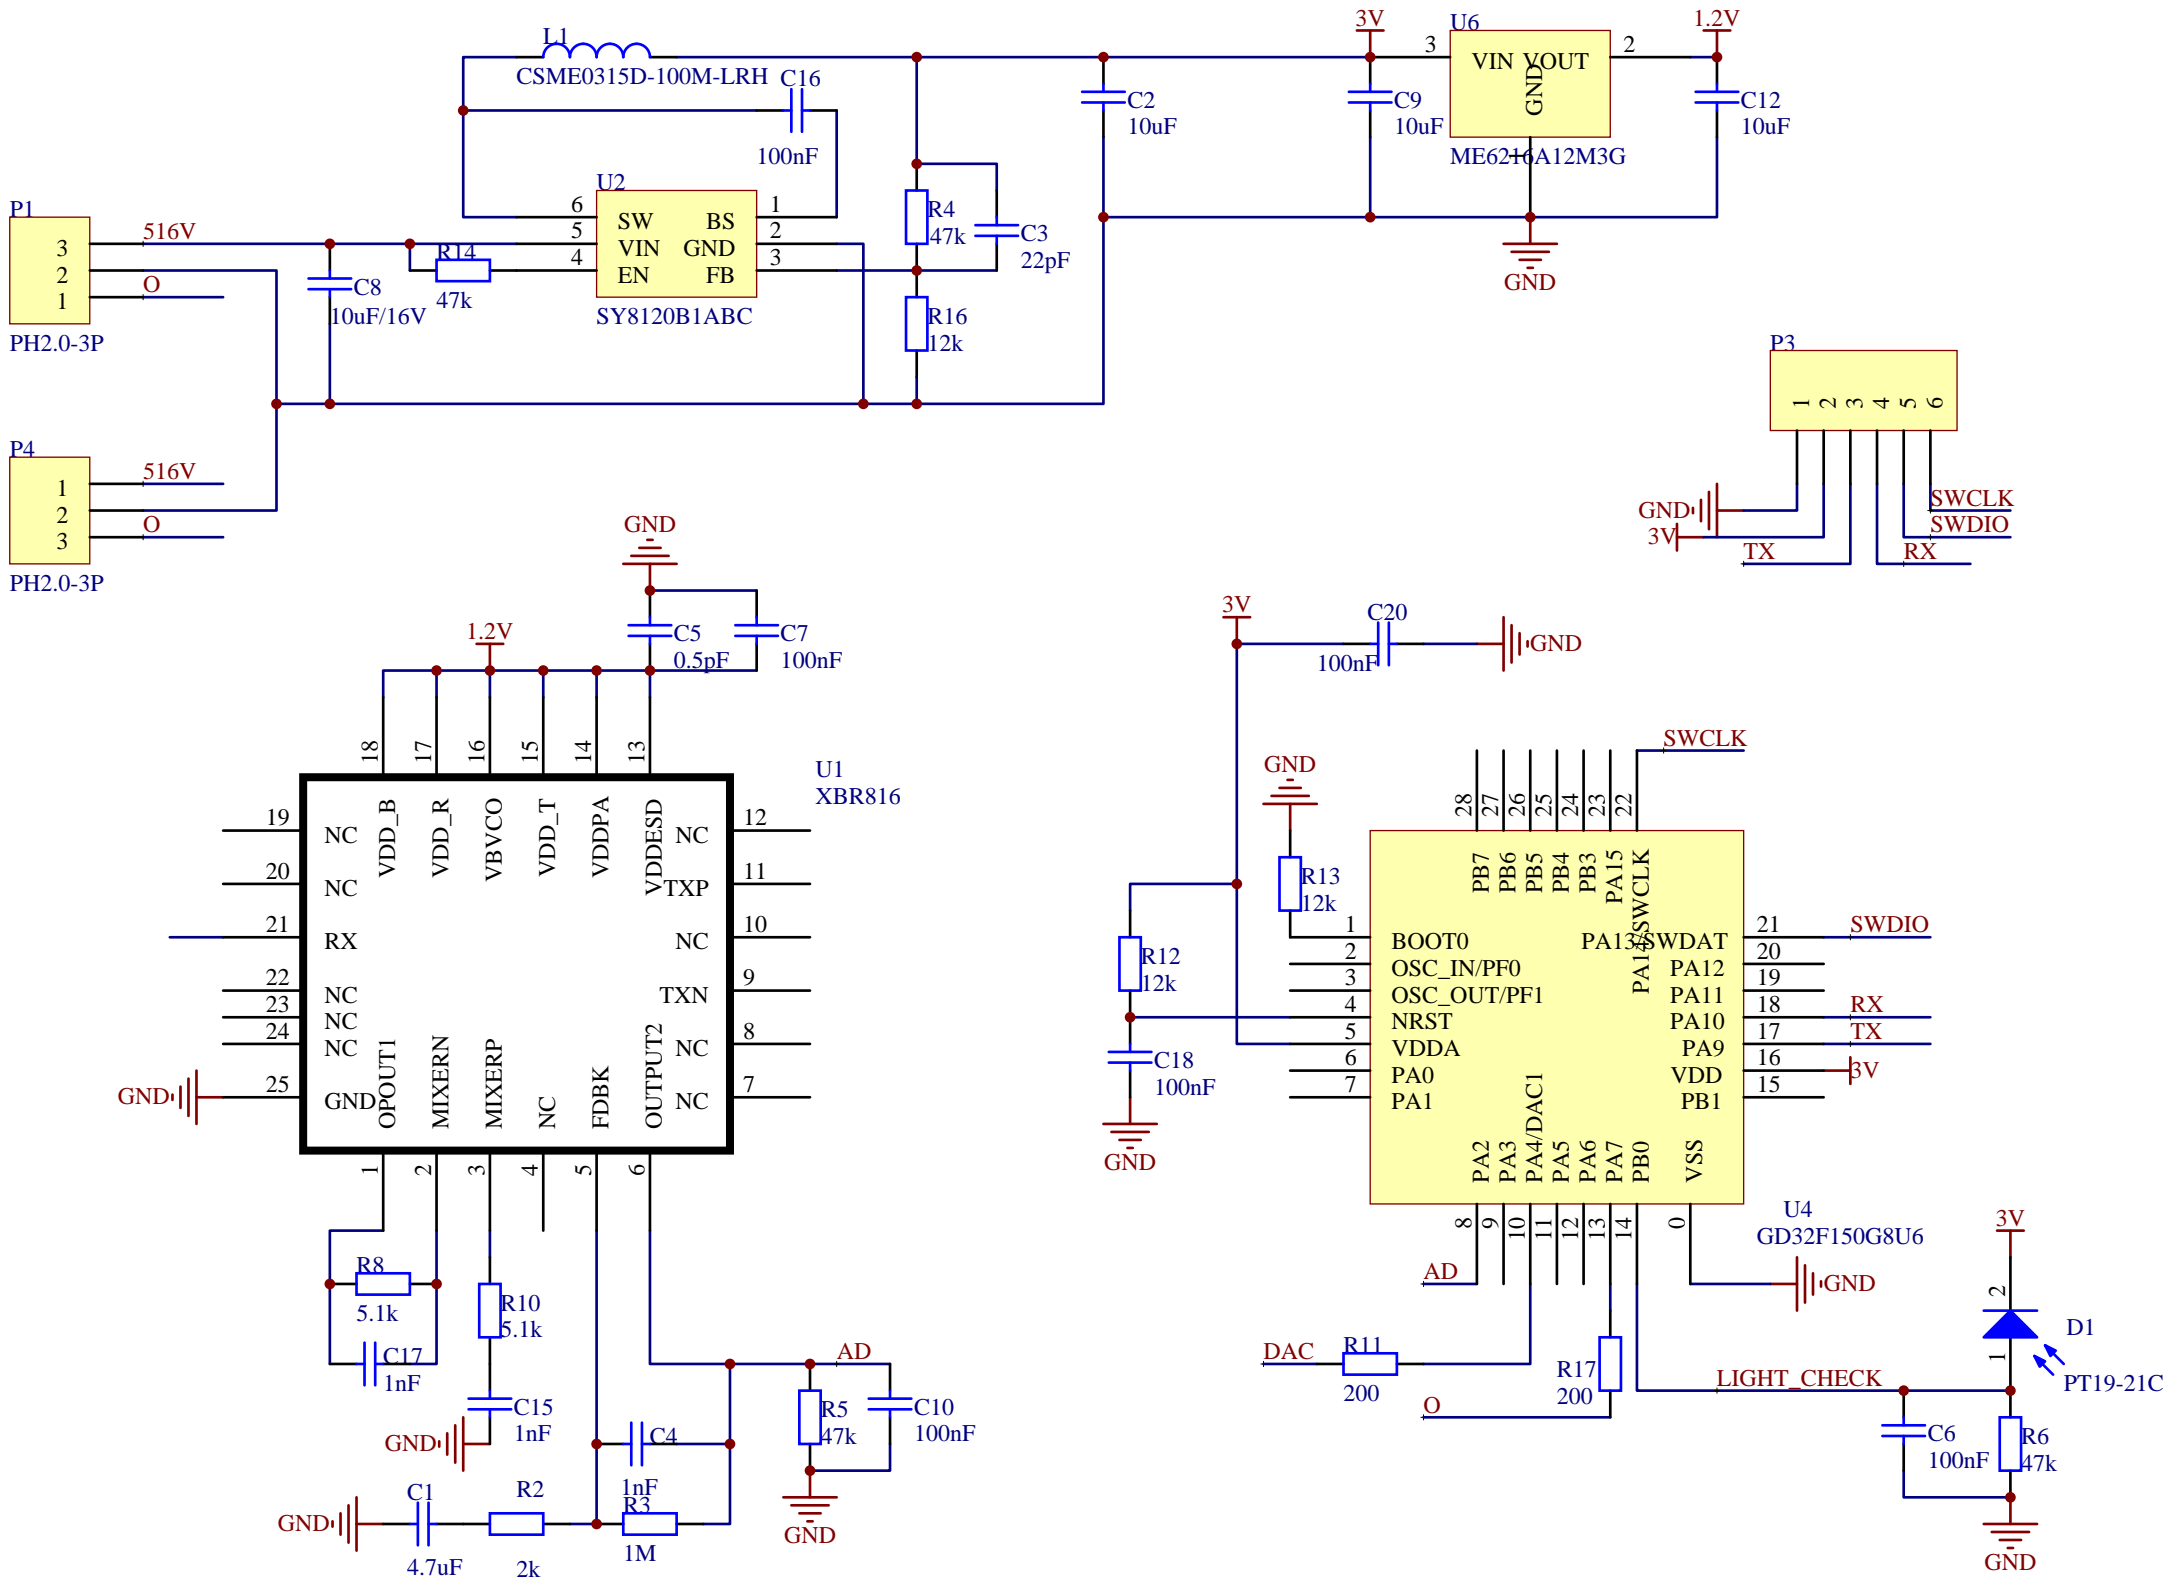 L1
CSME0315D-100M-LRH
C16
100nF
3V
U6
1.2V
3
VIN
VOUT
2
GND
1
ME6216A12M3G
C2
10uF
C9
10uF
C12
10uF
GND
P1
3
2
1
516V
O
PH2.0-3P
C8
10uF/16V
R14
47k
U2
6
5
4
SW
VIN
EN
BS
GND
FB
1
2
3
SY8120B1ABC
R4
47k
C3
22pF
R16
12k
P3
1
2
3
4
5
6
GND
3V
TX
RX
SWCLK
SWDIO
P4
1
2
3
516V
O
PH2.0-3P
GND
C5
0.5pF
C7
100nF
1.2V
18
17
16
15
14
13
U1
XBR816
VDD_B
VDD_R
VBVCO
VDD_T
VDDPA
VDDESD
19
NC
20
NC
21
RX
22
NC
23
NC
24
NC
25
GND
GND
NC
12
TXP
11
NC
10
TXN
9
NC
8
NC
7
OPOUT1
MIXERN
MIXERP
NC
FDBK
OUTPUT2
1
2
3
4
5
6
R8
5.1k
C17
1nF
R10
5.1k
C15
1nF
GND
C4
1nF
C1
4.7uF
GND
R2
2k
R3
1M
AD
R5
47k
C10
100nF
GND
3V
C20
100nF
GND
GND
R13
12k
R12
12k
C18
100nF
GND
SWCLK
28
27
26
25
24
23
22
PB7
PB6
PB5
PB4
PB3
PA15
PA14/SWCLK
1
BOOT0
2
OSC_IN/PF0
3
OSC_OUT/PF1
4
NRST
5
VDDA
6
PA0
7
PA1
PA13/SWDAT
21
SWDIO
PA12
20
PA11
19
PA10
18
RX
PA9
17
TX
VDD
16
3V
PB1
15
PA2
PA3
PA4/DAC1
PA5
PA6
PA7
PB0
VSS
8
9
10
11
12
13
14
0
U4
GD32F150G8U6
AD
GND
DAC
R11
200
R17
200
O
LIGHT_CHECK
3V
2
D1
1
PT19-21C
C6
100nF
R6
47k
GND